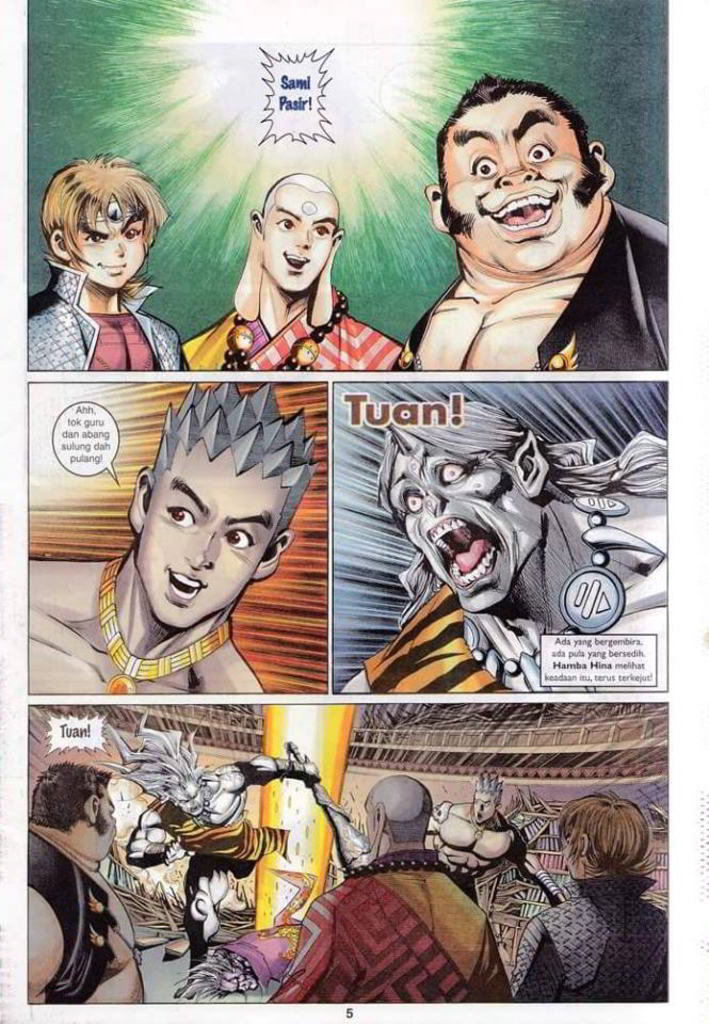 Sami
Pasir!
Ahh,
tok guru
dan abang
sulung dah
pulang!
Tuan!
Ada yang bergembira,
ada pula yang bersedih.
Hamba Hina melihat
keadaan itu, terus terkejut!
Tuan!
5